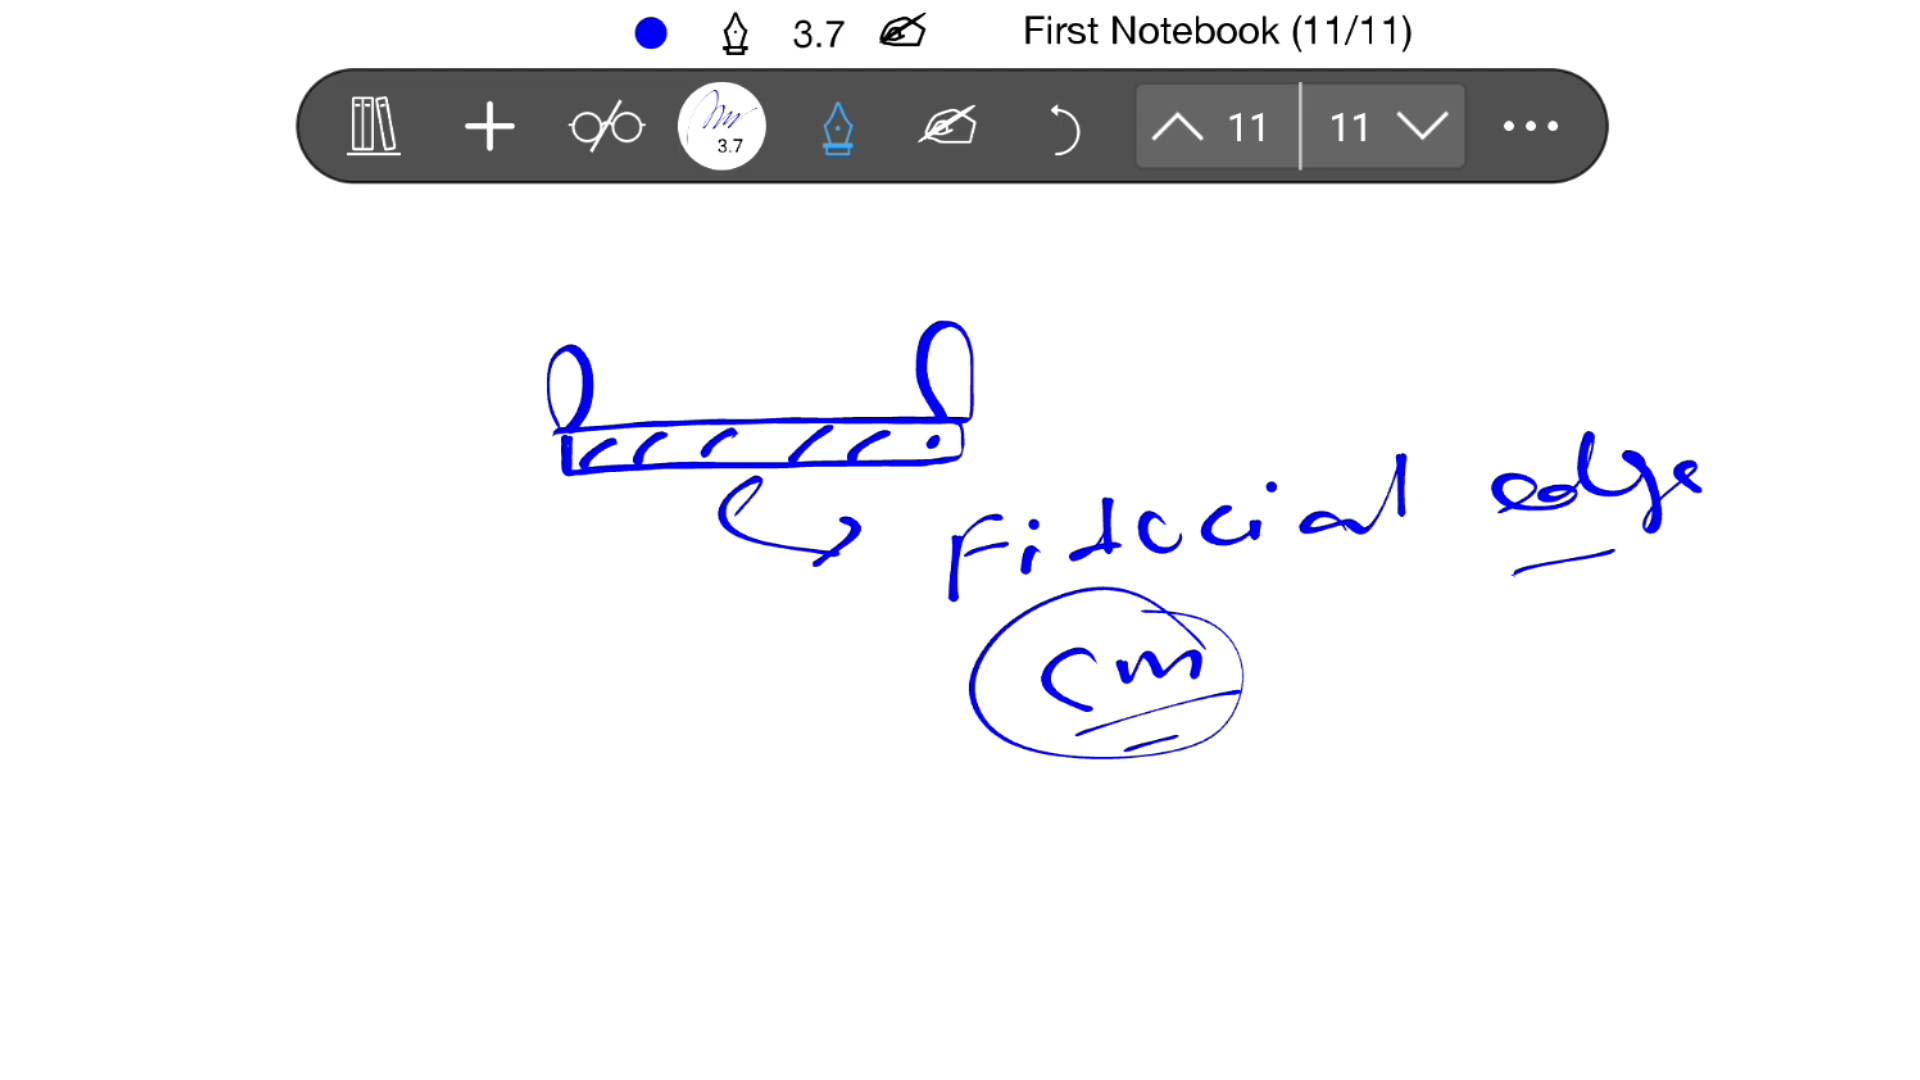 3.7 First Notebook (11/11)
3.7 11 11
Fiducial edge
cm